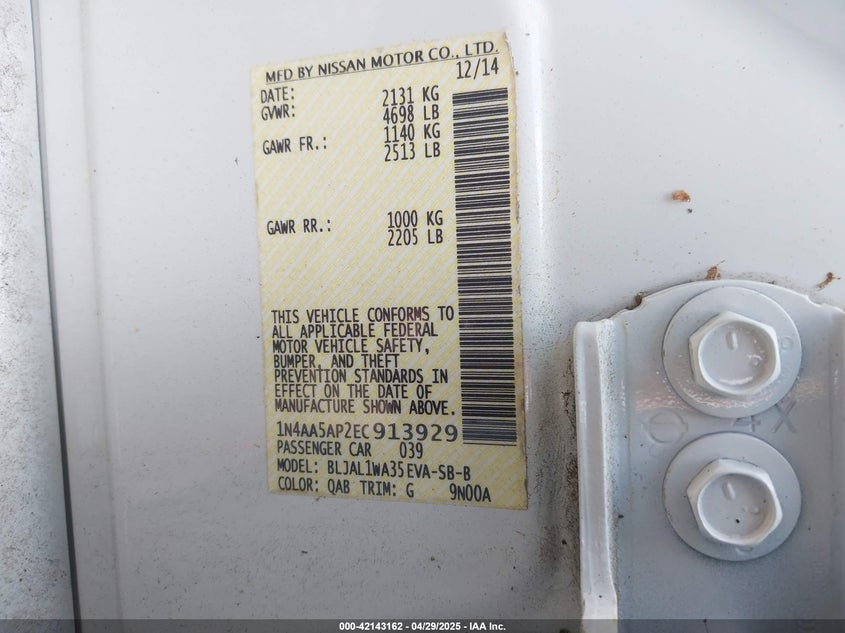 MFD BY NISSAN MOTOR CO., LTD.
DATE: 12/14
GVWR: 2131 KG
4698 LB
GAWR FR.: 1140 KG
2513 LB
GAWR RR.: 1000 KG
2205 LB
THIS VEHICLE CONFORMS TO
ALL APPLICABLE FEDERAL
MOTOR VEHICLE SAFETY,
BUMPER, AND THEFT
PREVENTION STANDARDS IN
EFFECT ON THE DATE OF
MANUFACTURE SHOWN ABOVE.
1N4AA5AP2EC913929
PASSENGER CAR 039
MODEL: BLJAL1WA35EVA-SB-B
COLOR: QAB TRIM: G 9N00A
4X
000-42143162 - 04/29/2025 - IAA Inc.